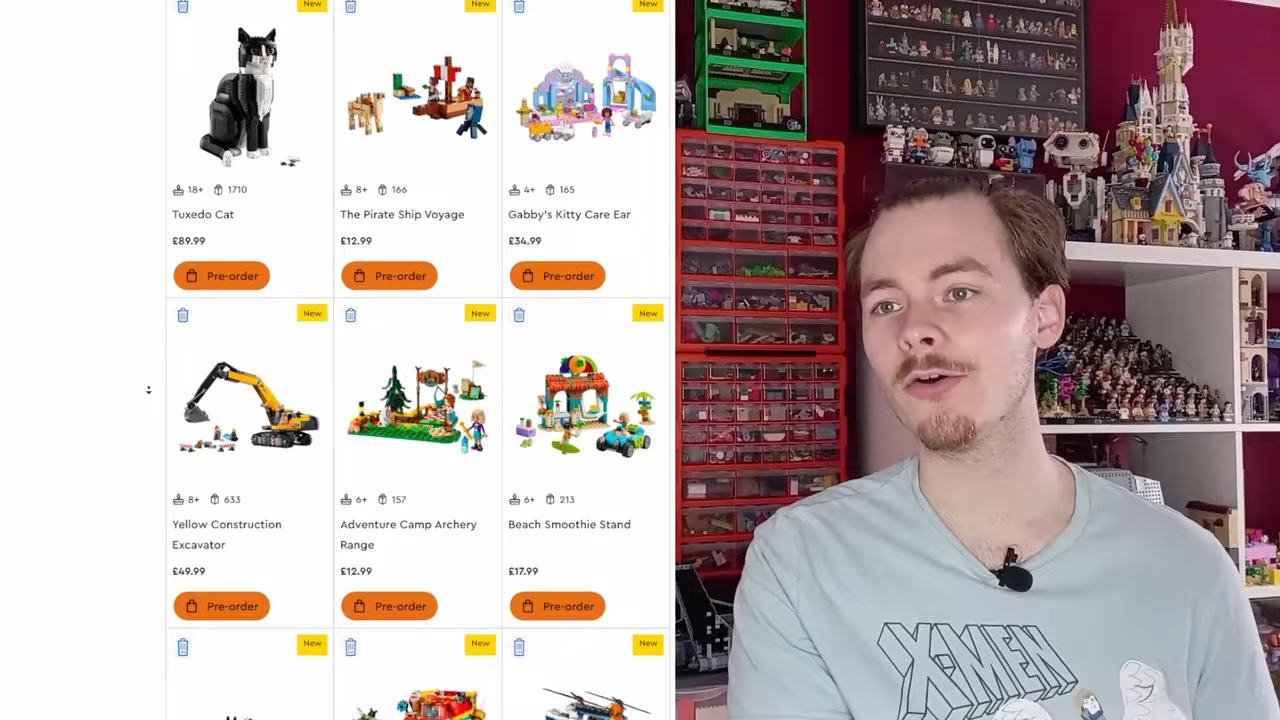 New New New
18+ 1710 8+ 166 4+ 165
Tuxedo Cat The Pirate Ship Voyage Gabby's Kitty Care Ear
£89.99 £12.99 £34.99
Pre-order Pre-order Pre-order
New New New
8+ 633 6+ 157 6+ 213
Yellow Construction Adventure Camp Archery Beach Smoothie Stand
Excavator Range
£49.99 £12.99 £17.99
Pre-order Pre-order Pre-order
New New New
X-MEN